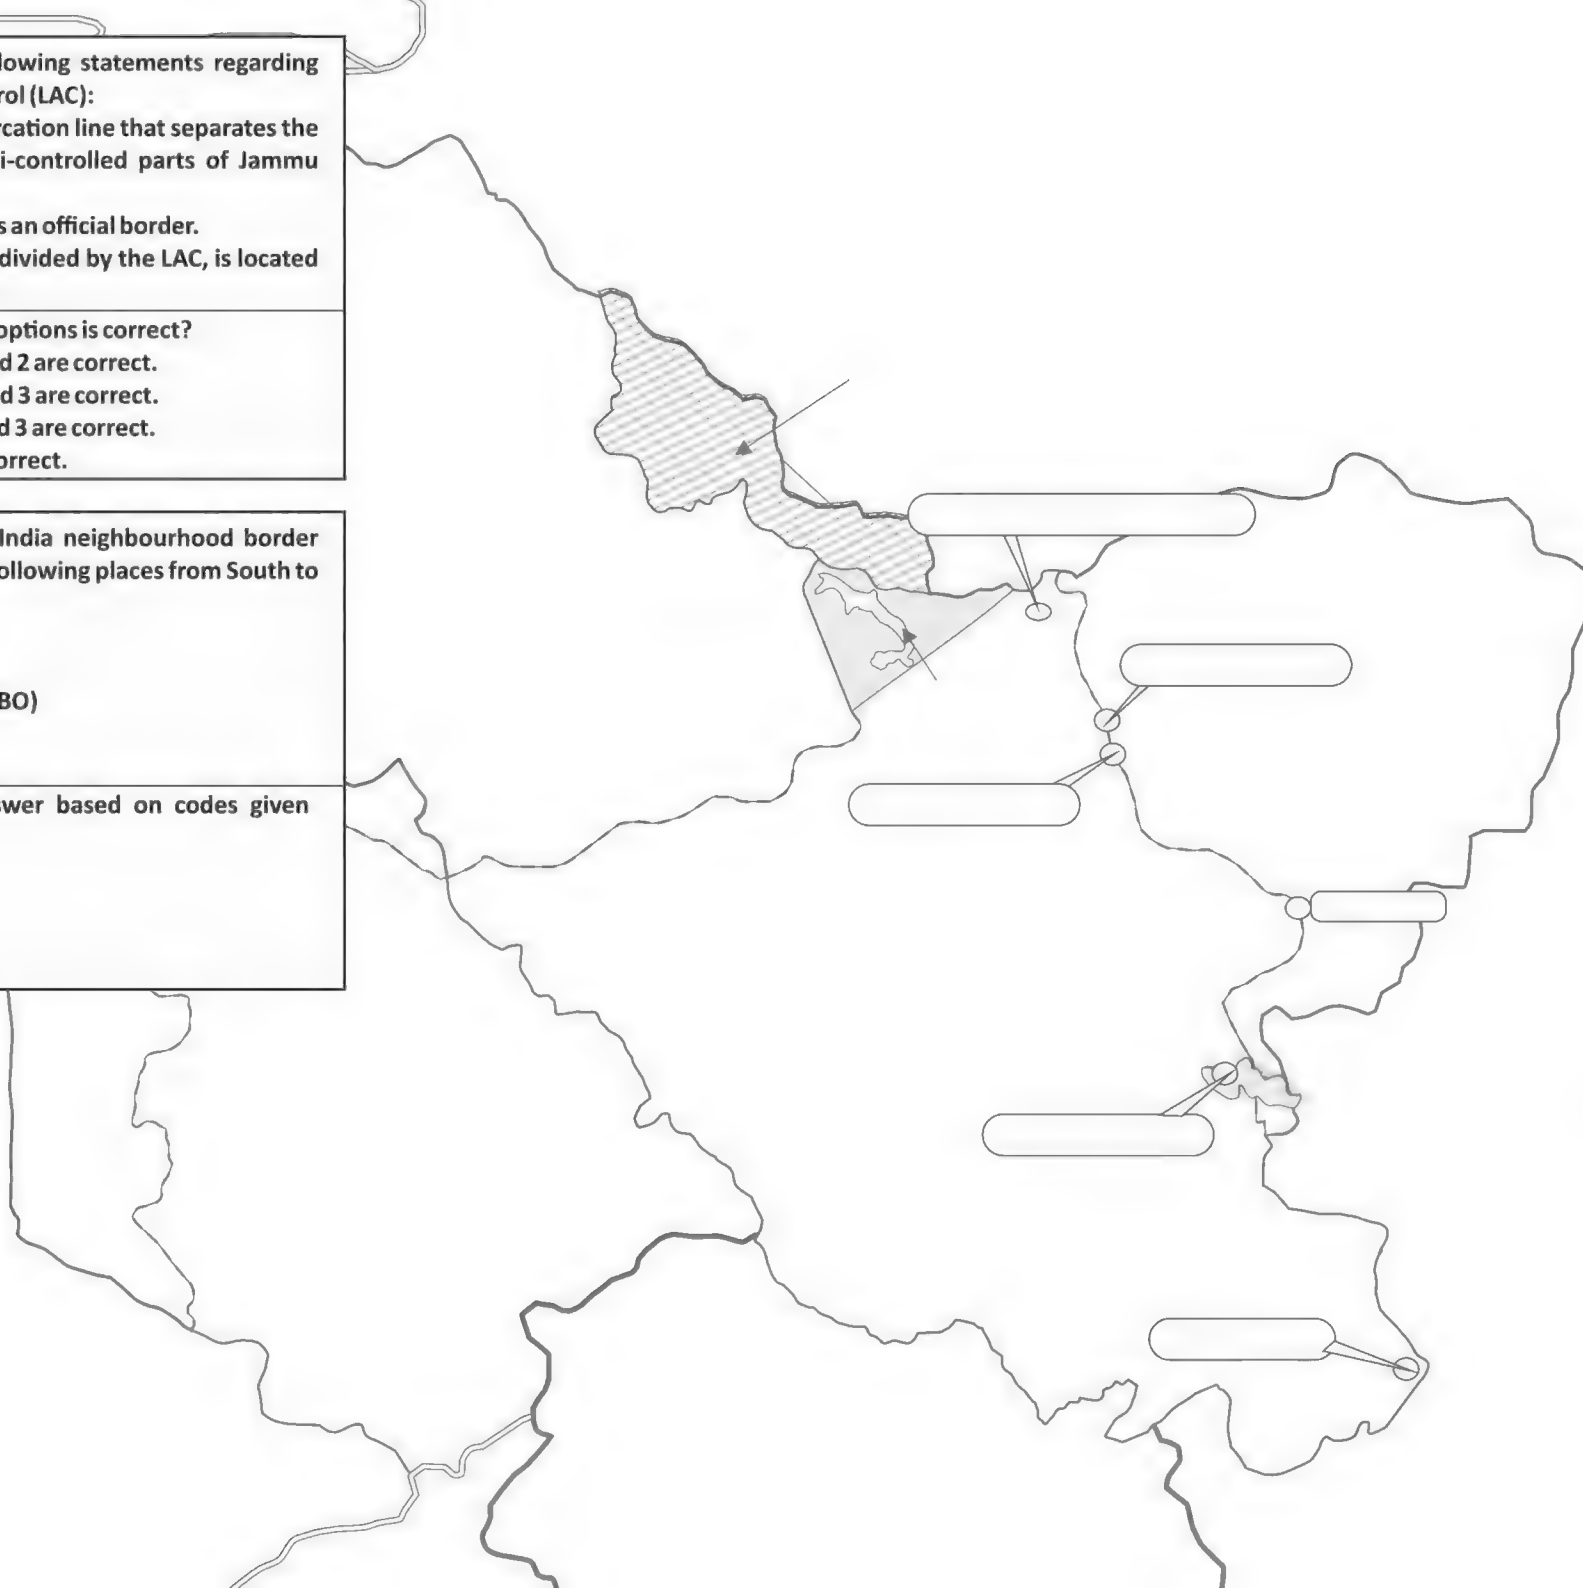 lowing statements regarding
rol (LAC):
rcation line that separates the
i-controlled parts of Jammu
s an official border.
divided by the LAC, is located
options is correct?
d 2 are correct.
d 3 are correct.
d 3 are correct.
orrect.
India neighbourhood border
ollowing places from South to
BO)
swer based on codes given